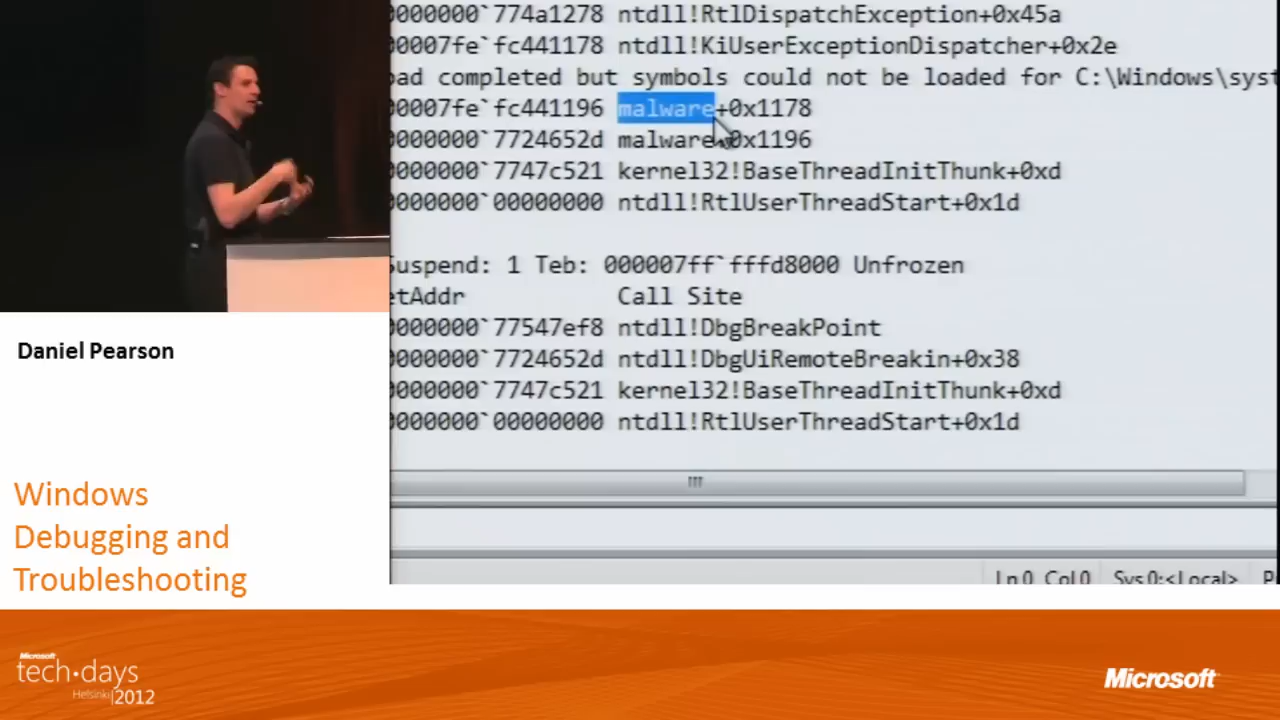 0000000`774a1278 ntdll!RtlDispatchException+0x45a
00007fe`fc441178 ntdll!KiUserExceptionDispatcher+0x2e
oad completed but symbols could not be loaded for C:\Windows\syst
00007fe`fc441196 malware+0x1178
0000000`7724652d malware+0x1196
0000000`7747c521 kernel32!BaseThreadInitThunk+0xd
0000000`00000000 ntdll!RtlUserThreadStart+0x1d
Suspend: 1 Teb: 000007ff`fffd8000 Unfrozen
etAddr Call Site
0000000`77547ef8 ntdll!DbgBreakPoint
0000000`7724652d ntdll!DbgUiRemoteBreakin+0x38
0000000`7747c521 kernel32!BaseThreadInitThunk+0xd
0000000`00000000 ntdll!RtlUserThreadStart+0x1d
Ln 0, Col 0 Sys 0:<Local> P
Daniel Pearson
Windows
Debugging and
Troubleshooting
Microsoft
tech·days
Helsinki|2012
Microsoft